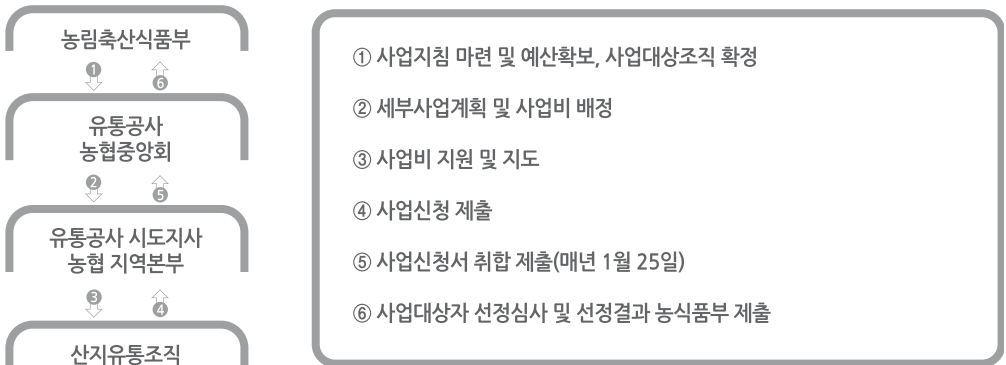 농림축산식품부
❶ ❻
유통공사
농협중앙회
❷ ❺
유통공사 시도지사
농협 지역본부
❸ ❹
산지유통조직
① 사업지침 마련 및 예산확보, 사업대상조직 확정
② 세부사업계획 및 사업비 배정
③ 사업비 지원 및 지도
④ 사업신청 제출
⑤ 사업신청서 취합 제출(매년 1월 25일)
⑥ 사업대상자 선정심사 및 선정결과 농식품부 제출